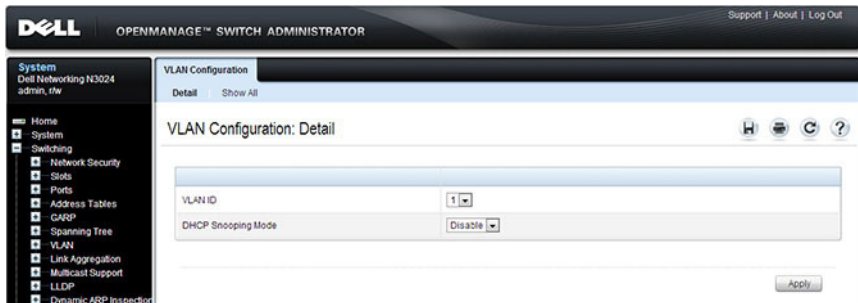 Support | About | Log Out
DELL OPENMANAGE™ SWITCH ADMINISTRATOR
System
Dell Networking N3024
admin, r/w
Home
System
Switching
Network Security
Slots
Ports
Address Tables
GARP
Spanning Tree
VLAN
Link Aggregation
Multicast Support
LLDP
Dynamic ARP Inspection
VLAN Configuration
Detail Show All
VLAN Configuration: Detail
VLAN ID 1
DHCP Snooping Mode Disable
Apply